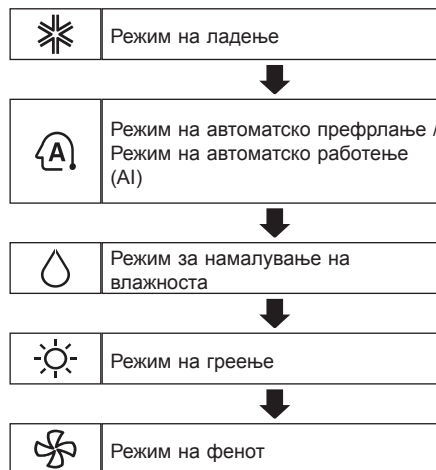 Режим на ладење
A
Режим на автоматско префрлање /
Режим на автоматско работење
(AI)
Режим за намалување на
влажноста
Режим на греење
Режим на фенот